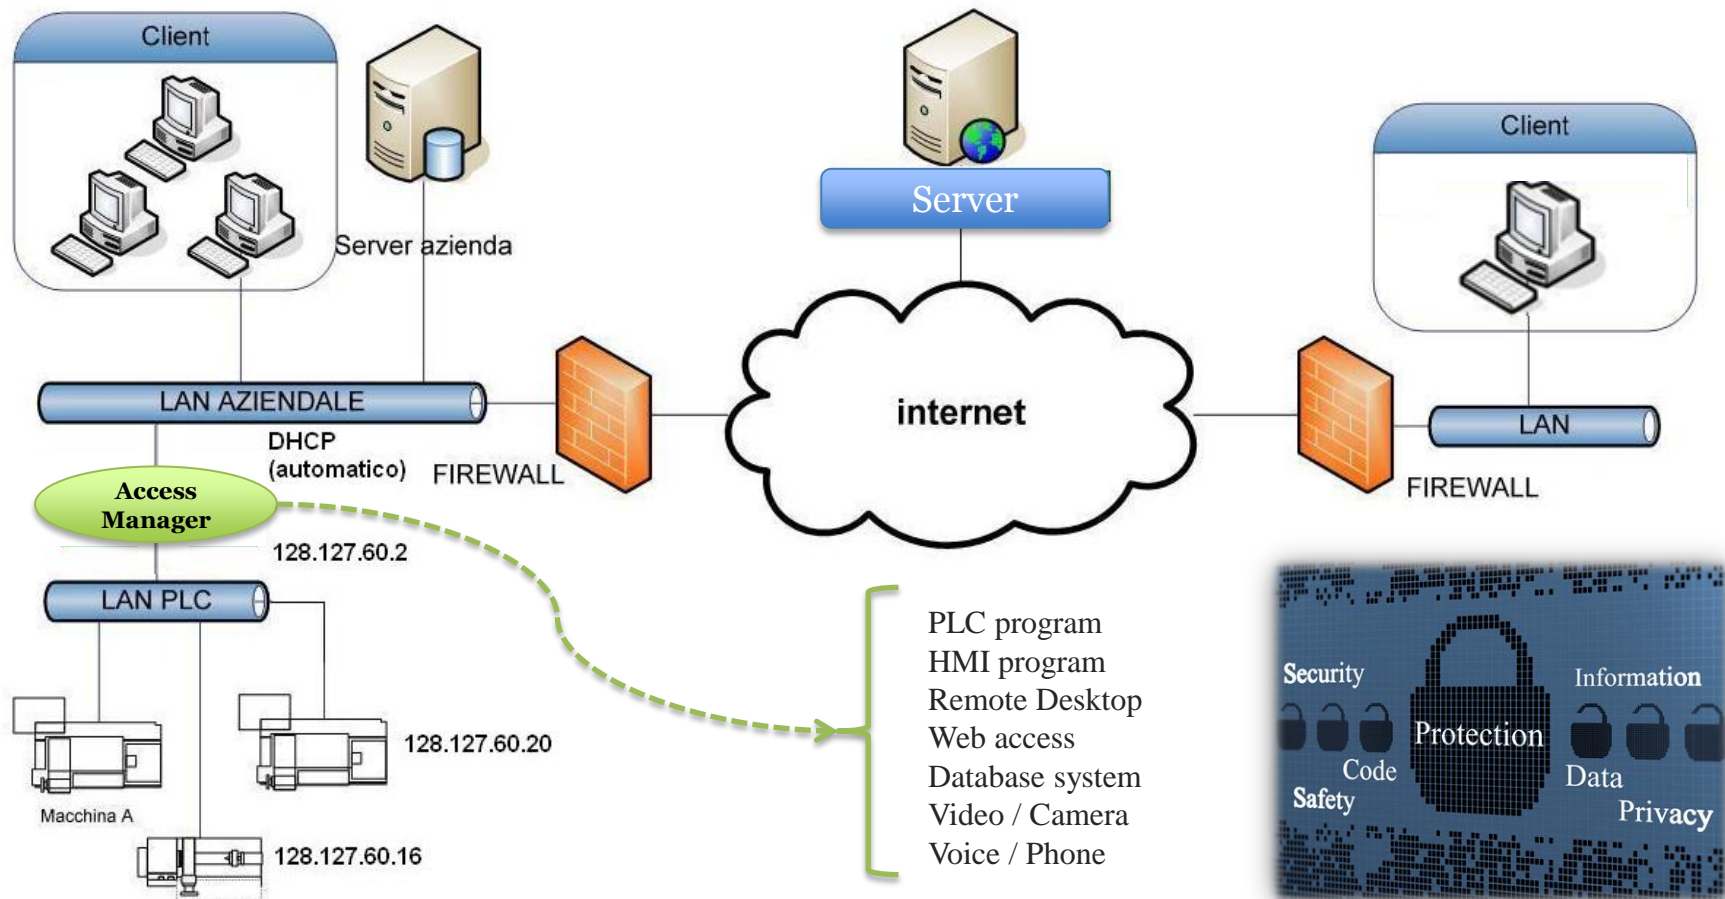 Client
Server azienda
Server
Client
LAN AZIENDALE
DHCP
(automatico)
FIREWALL
internet
LAN
FIREWALL
Access
Manager
128.127.60.2
LAN PLC
128.127.60.20
Macchina A
128.127.60.16
PLC program
HMI program
Remote Desktop
Web access
Database system
Video / Camera
Voice / Phone
Security
Information
Protection
Code
Data
Safety
Privacy